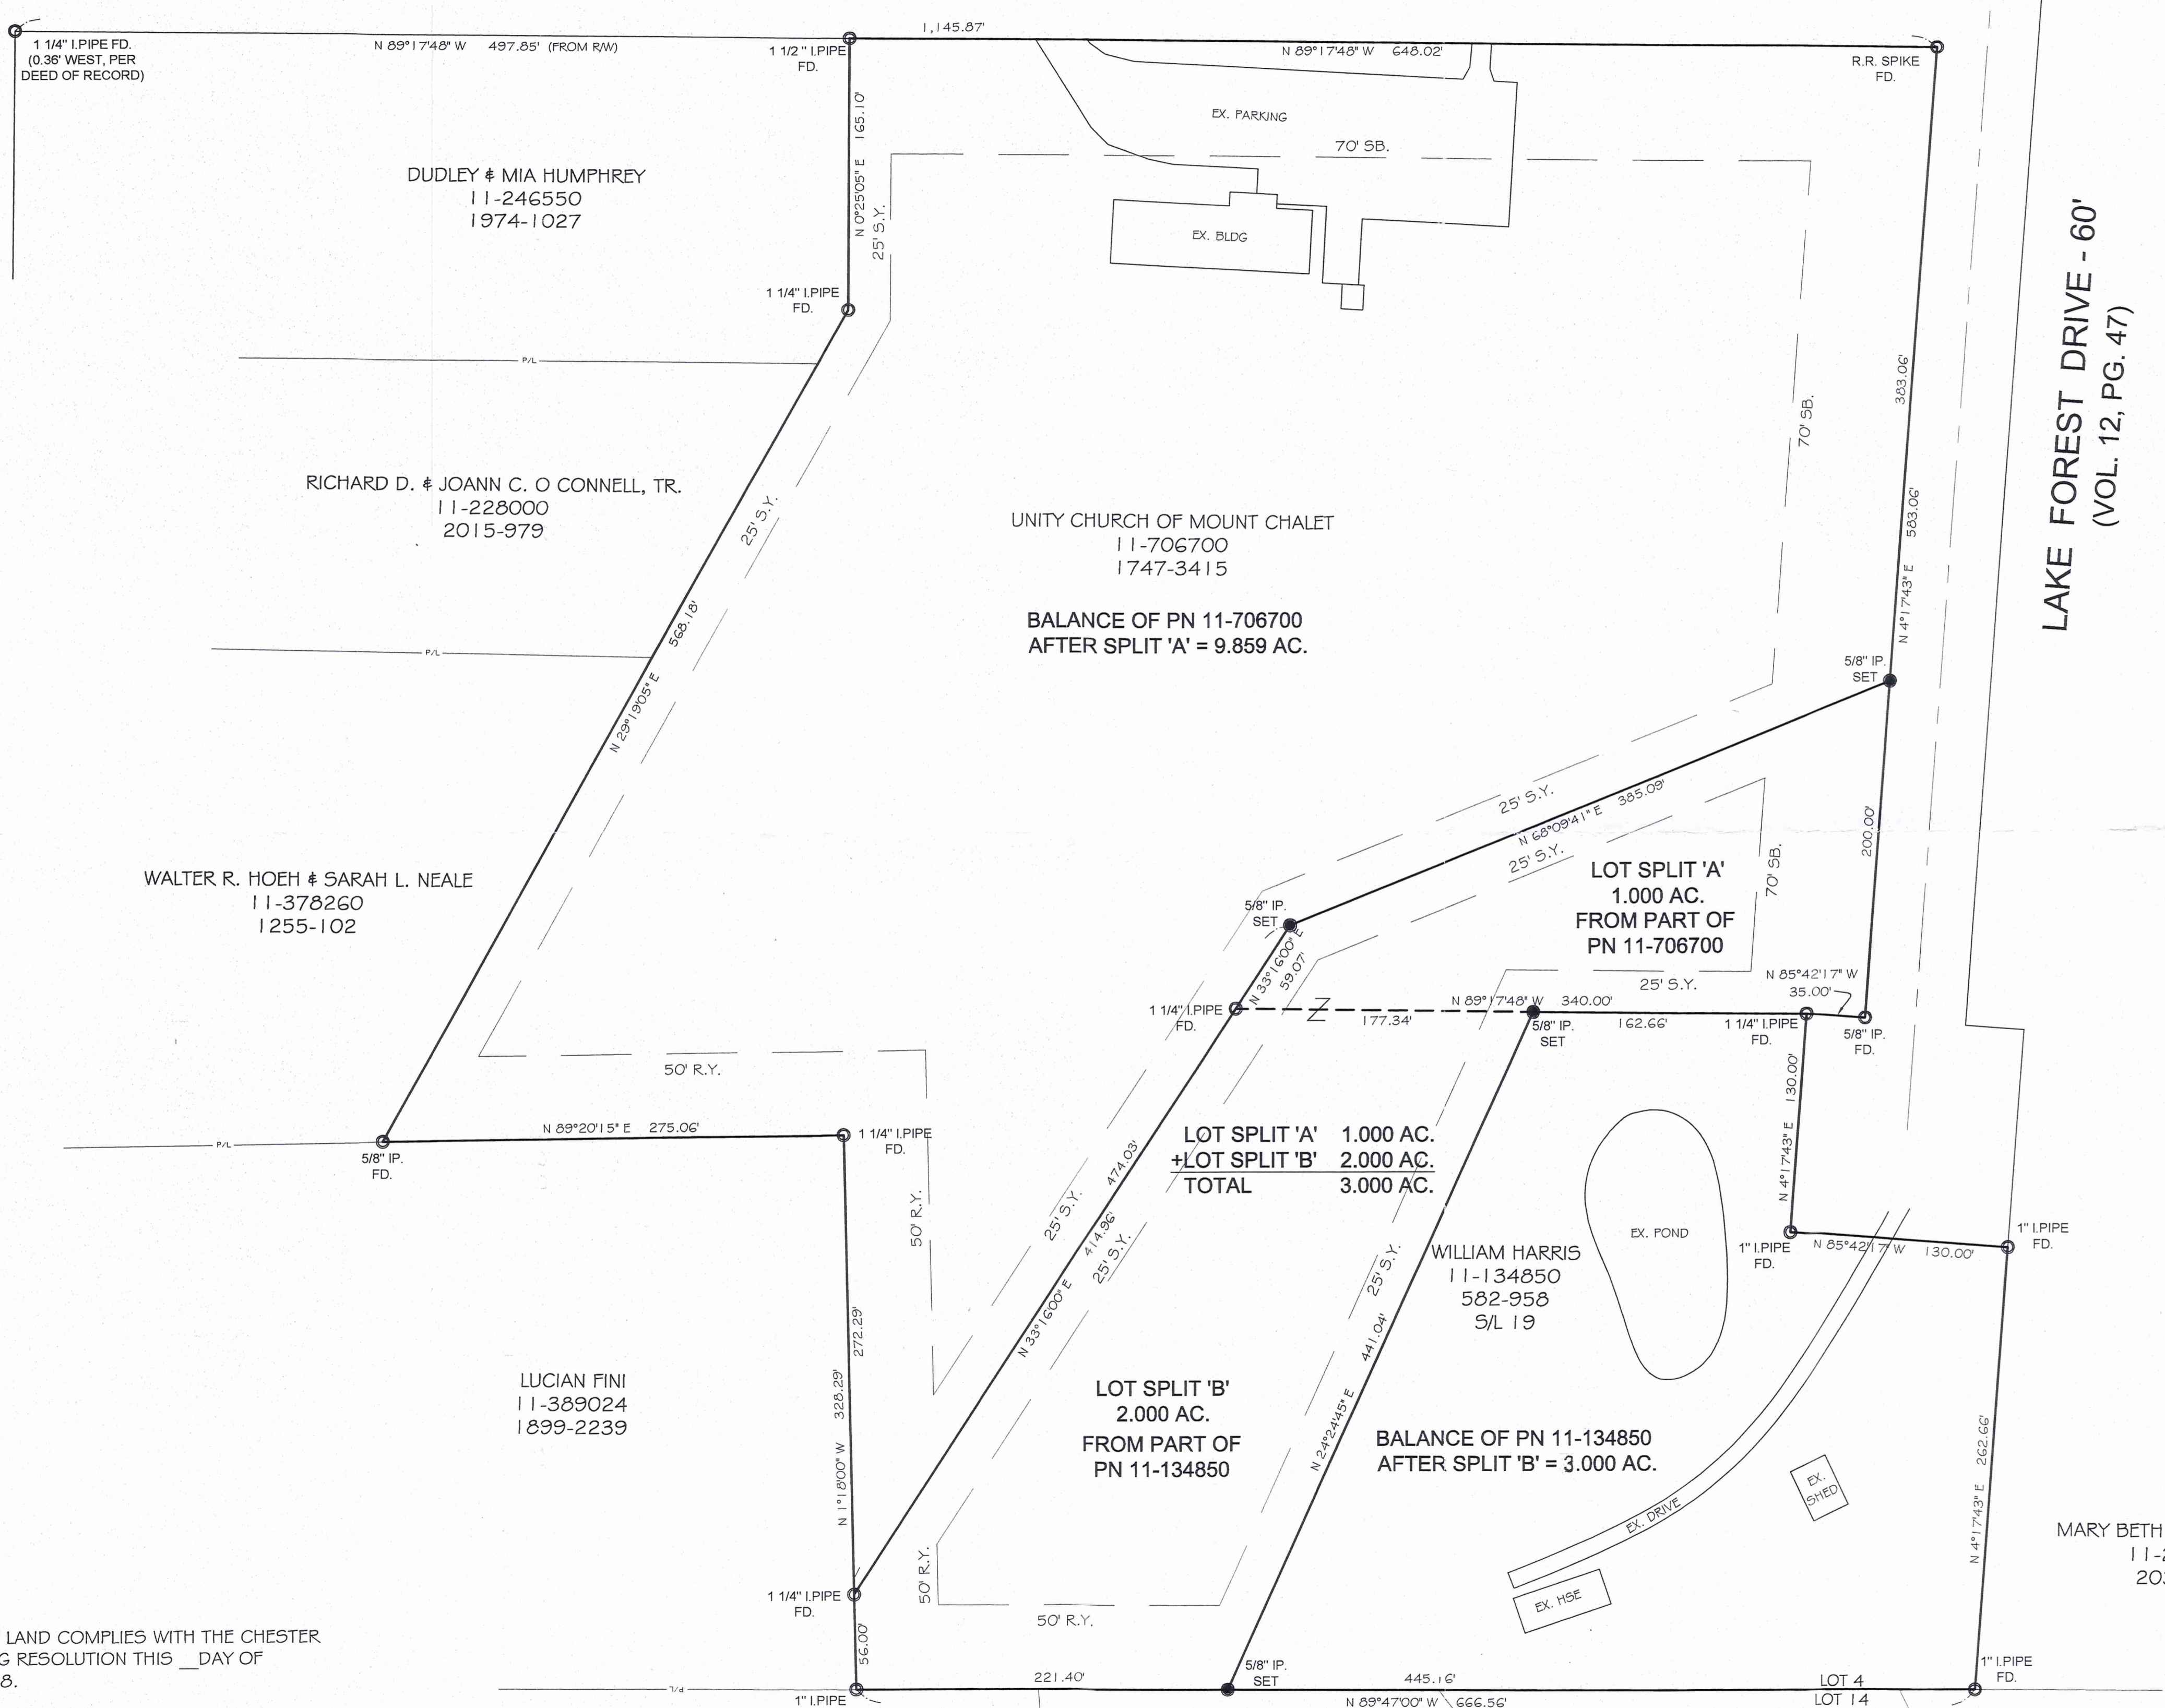 1,145.87'
1 1/4" I.PIPE FD.
(0.36' WEST, PER
DEED OF RECORD)
N 89°17'48" W 497.85' (FROM R/W)
1 1/2 " I.PIPE
FD.
N 89°17'48" W 648.02'
R.R. SPIKE
FD.
EX. PARKING
70' SB.
N 0°25'05" E 165.10'
25' S.Y.
DUDLEY & MIA HUMPHREY
11-246550
1974-1027
EX. BLDG
LAKE FOREST DRIVE - 60'
(VOL. 12, PG. 47)
1 1/4" I.PIPE
FD.
P/L
383.06'
70' SB.
RICHARD D. & JOANN C. O CONNELL, TR.
11-228000
2015-979
25' S.Y.
UNITY CHURCH OF MOUNT CHALET
11-706700
1747-3415
N 4°17'43" E 583.06'
BALANCE OF PN 11-706700
AFTER SPLIT 'A' = 9.859 AC.
N 29°19'05" E 568.18'
P/L
5/8" IP.
SET
25' S.Y.
N 68°09'41" E 385.09'
25' S.Y.
200.00'
70' SB.
LOT SPLIT 'A'
1.000 AC.
FROM PART OF
PN 11-706700
WALTER R. HOEH & SARAH L. NEALE
11-378260
1255-102
5/8" IP.
SET
N 33°16'00" E
59.07'
N 85°42'17" W
35.00'
25' S.Y.
1 1/4" I.PIPE
FD.
Z
N 89°17'48" W 340.00'
177.34'
5/8" IP.
SET
162.66'
1 1/4" I.PIPE
FD.
5/8" IP.
FD.
50' R.Y.
N 4°17'43" E 130.00'
P/L
N 89°20'15" E 275.06'
1 1/4" I.PIPE
FD.
5/8" IP.
FD.
LOT SPLIT 'A' 1.000 AC.
+LOT SPLIT 'B' 2.000 AC.
TOTAL 3.000 AC.
474.03'
25' S.Y.
50' R.Y.
N 33°16'00" E 414.96'
25' S.Y.
25' S.Y.
WILLIAM HARRIS
11-134850
582-958
S/L 19
EX. POND
1" I.PIPE
FD.
N 85°42'17" W 130.00'
1" I.PIPE
FD.
272.29'
N 1°18'00" W 328.29'
LUCIAN FINI
11-389024
1899-2239
LOT SPLIT 'B'
2.000 AC.
FROM PART OF
PN 11-134850
N 24°24'45" E 441.04'
BALANCE OF PN 11-134850
AFTER SPLIT 'B' = 3.000 AC.
N 4°17'43" E 262.66'
EX.
SHED
EX. DRIVE
EX. HSE
MARY BETH
11-2
203
1 1/4" I.PIPE
FD.
50' R.Y.
50' R.Y.
56.00'
LAND COMPLIES WITH THE CHESTER
G RESOLUTION THIS __DAY OF
8.
P/L
1" I.PIPE
221.40'
5/8" IP.
SET
445.16'
N 89°47'00" W 666.56'
LOT 4
LOT 14
1" I.PIPE
FD.